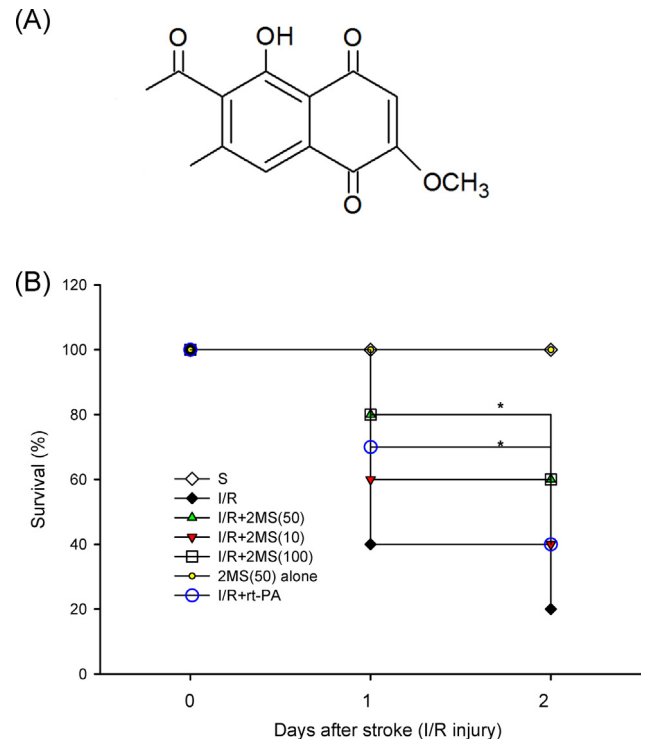 (A)
O
OH
O
O
OCH3
(B)
120
100
80
60
40
20
0
Survival (%)
*
*
S
I/R
I/R+2MS(50)
I/R+2MS(10)
I/R+2MS(100)
2MS(50) alone
I/R+rt-PA
0
1
2
Days after stroke (I/R injury)